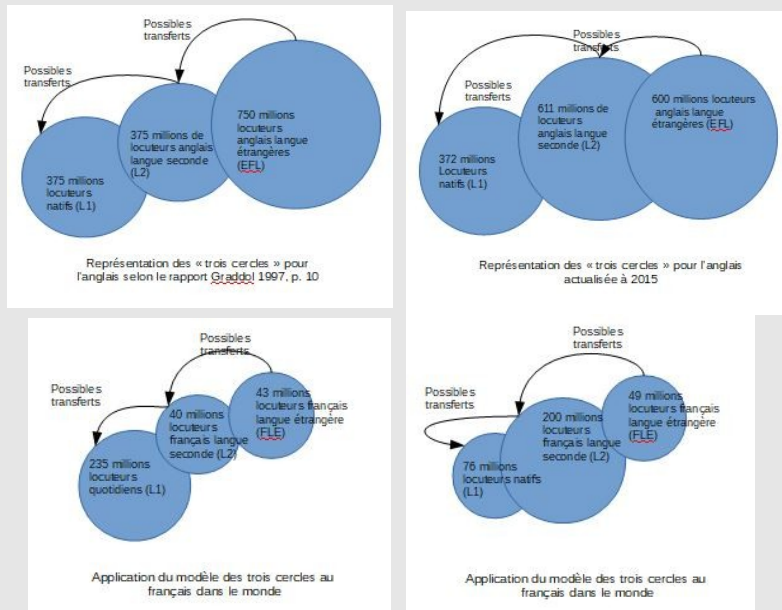 Possibles
transferts
Possibles
transferts
375 millions
locuteurs
natifs (L1)
375 millions de
locuteurs anglais
langue seconde
(L2)
750 millions
locuteurs
anglais langue
étrangères
(EFL)
Représentation des « trois cercles » pour
l'anglais selon le rapport Graddol 1997, p. 10
Possibles
transferts
Possibles
transferts
372 millions
Locuteurs
natifs (L1)
611 millions de
locuteurs
anglais langue
seconde (L2)
600 millions locuteurs
anglais langue
étrangères (EFL)
Représentation des « trois cercles » pour l'anglais
actualisée à 2015
Possibles
transferts
Possibles
transferts
235 millions
locuteurs
quotidiens (L1)
40 millions
locuteurs
français langue
seconde (L2)
43 millions
locuteurs français
langue étrangère
(FLE)
Application du modèle des trois cercles au
français dans le monde
Possibles
transferts
Possibles
transferts
76 millions
locuteurs natifs
(L1)
200 millions
locuteurs
français langue
seconde (L2)
49 millions
locuteurs français
langue étrangère
(FLE)
Application du modèle des trois cercles au
français dans le monde